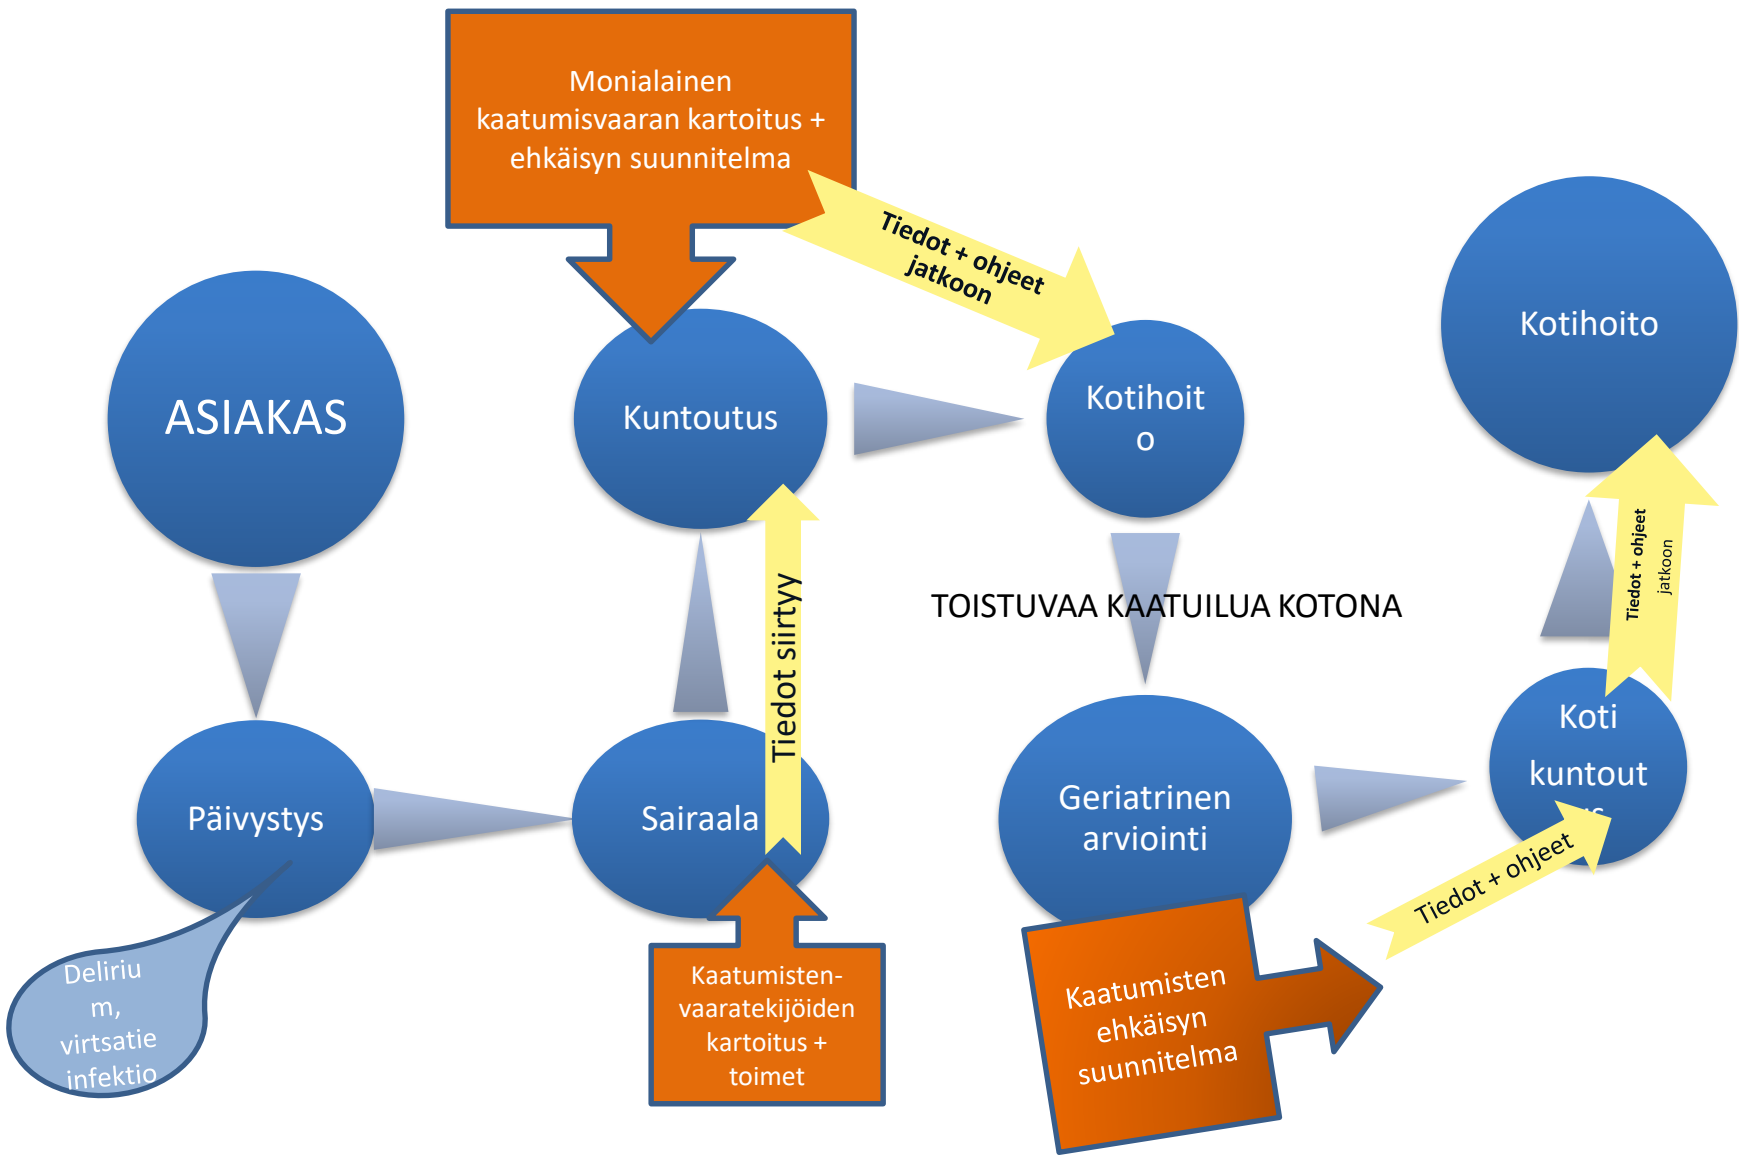 Monialainen
kaatumisvaaran kartoitus +
ehkäisyn suunnitelma
Tiedot + ohjeet
jatkoon
Kotihoito
ASIAKAS
Kuntoutus
Kotihoit
o
Tiedot siirtyy
TOISTUVAA KAATUILUA KOTONA
Tiedot + ohjeet
jatkoon
Päivystys
Sairaala
Geriatrinen
arviointi
Koti
kuntout
us
Tiedot + ohjeet
Deliriu
m,
virtsatie
infektio
Kaatumisten-
vaaratekijöiden
kartoitus +
toimet
Kaatumisten
ehkäisyn
suunnitelma